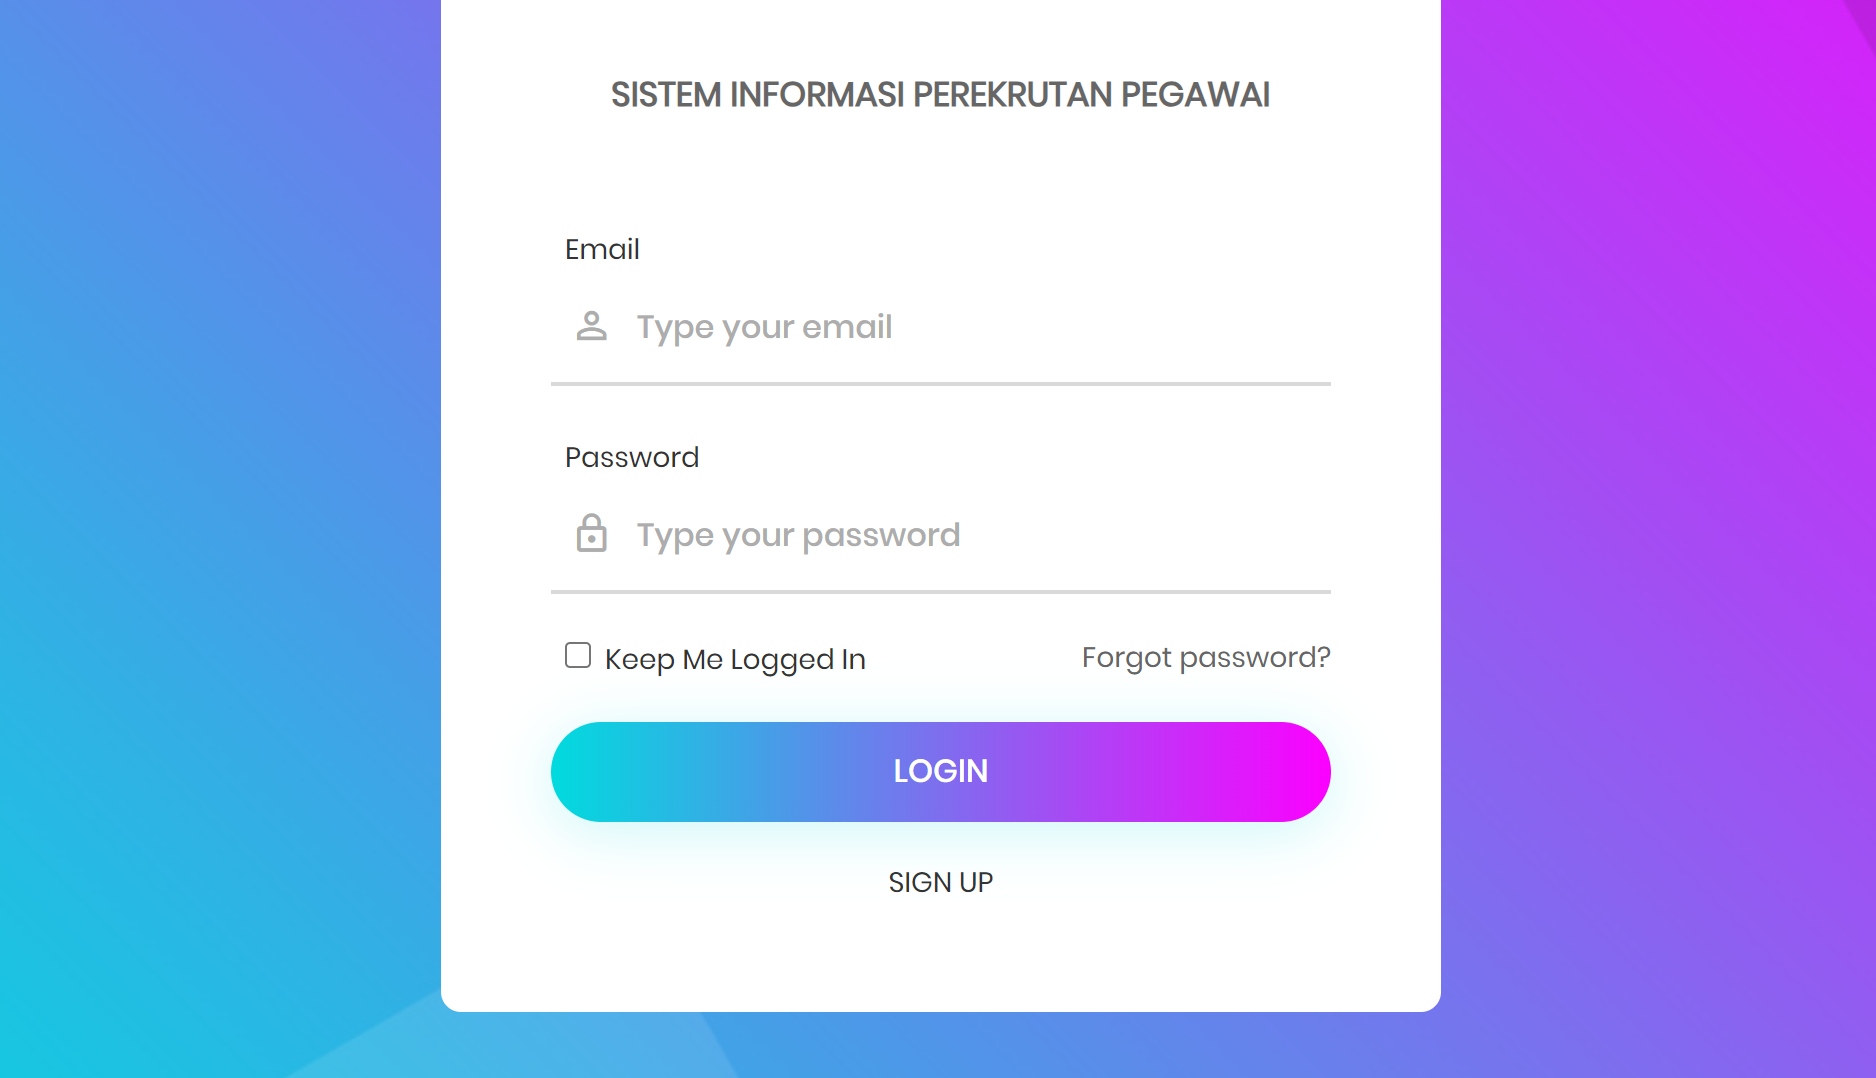 SISTEM INFORMASI PEREKRUTAN PEGAWAI
Email
Type your email
Password
Type your password
Keep Me Logged In
Forgot password?
LOGIN
SIGN UP